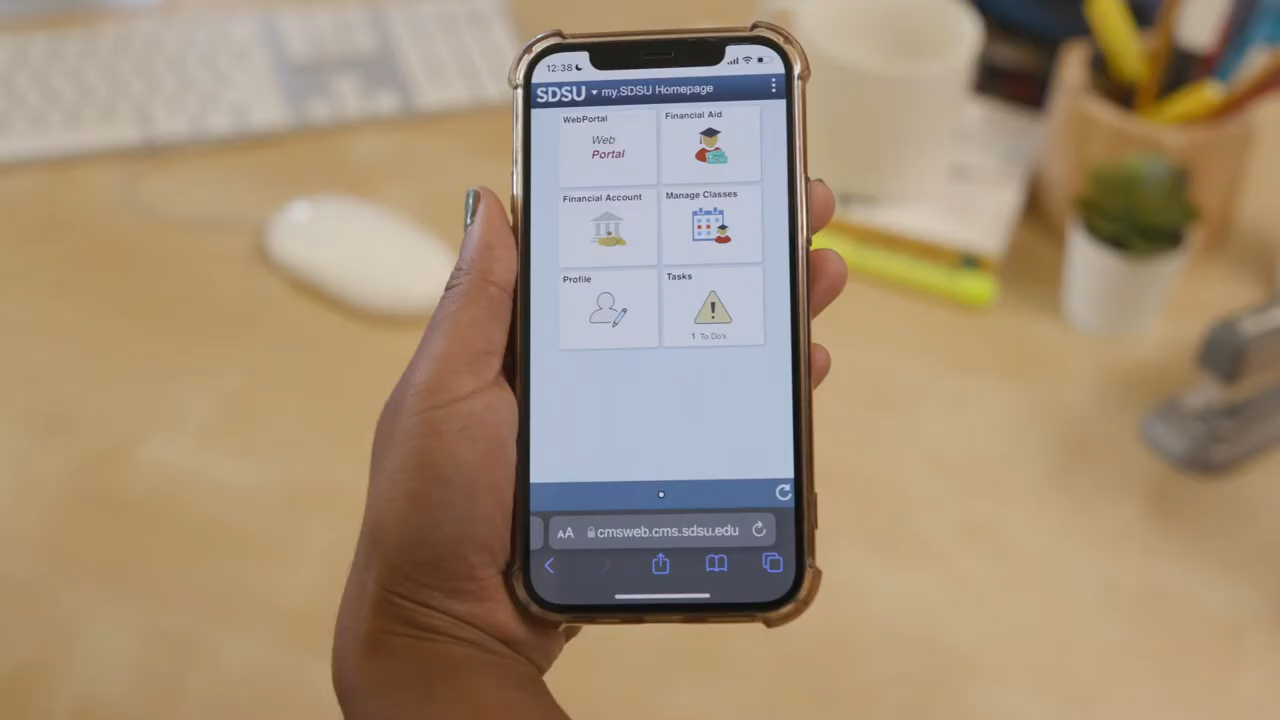 12:38
SDSU my.SDSU Homepage
WebPortal
Web
Portal
Financial Aid
Financial Account
Manage Classes
Profile
Tasks
1 To Do's
AA cmsweb.cms.sdsu.edu